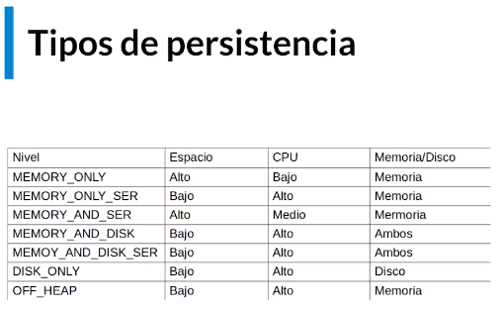 Tipos de persistencia
Nivel Espacio CPU Memoria/Disco
MEMORY_ONLY Alto Bajo Memoria
MEMORY_ONLY_SER Bajo Alto Memoria
MEMORY_AND_SER Alto Medio Mermoria
MEMORY_AND_DISK Bajo Alto Ambos
MEMOY_AND_DISK_SER Bajo Alto Ambos
DISK_ONLY Bajo Alto Disco
OFF_HEAP Bajo Alto Memoria